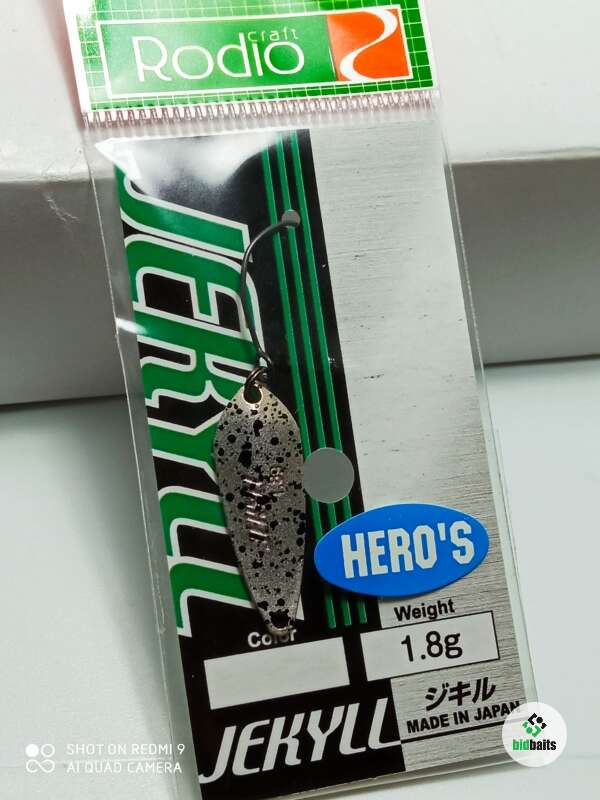 Rodio craft
JEKYLL
HERO'S
Color
Weight
1.8g
JEKYLL
ジキル
MADE IN JAPAN
bidbaits
SHOT ON REDMI 9
AI QUAD CAMERA